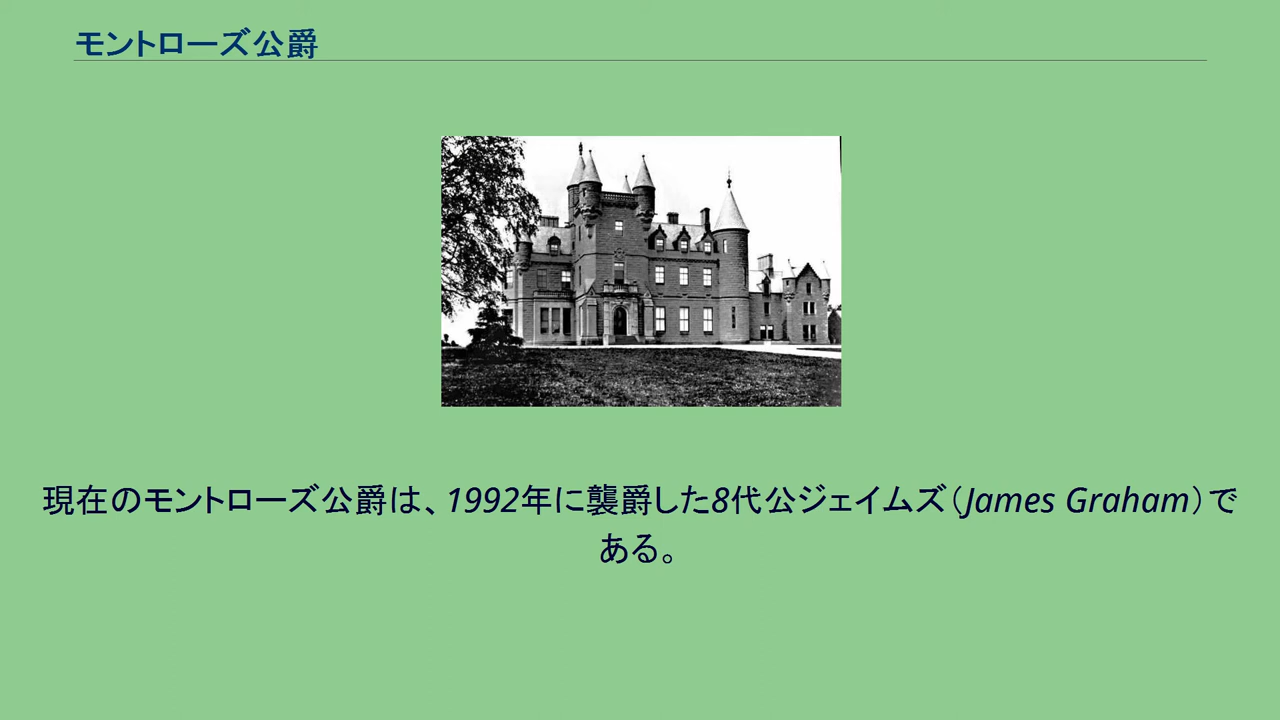 モントローズ公爵
現在のモントローズ公爵は、1992年に襲爵した8代公ジェイムズ（James Graham）で
ある。